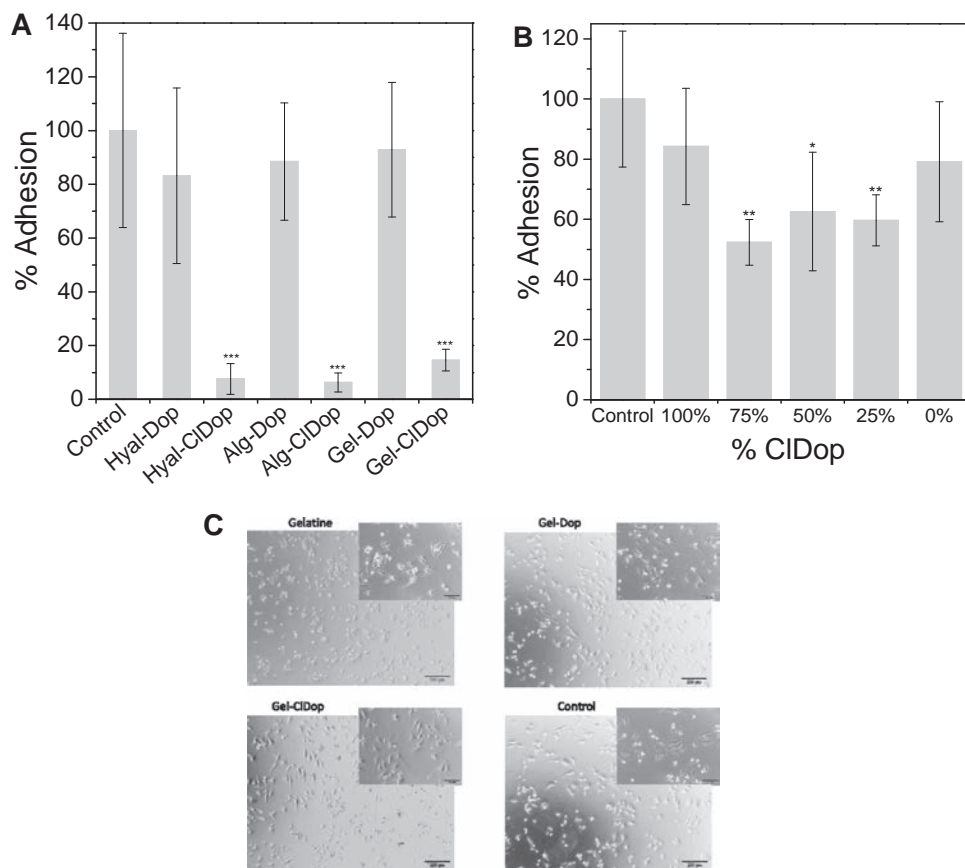 A
% Adhesion
140
120
100
80
60
40
20
0
***
***
***
Control
Hyal-Dop
Hyal-ClDop
Alg-Dop
Alg-ClDop
Gel-Dop
Gel-ClDop
B
% Adhesion
120
100
80
60
40
20
0
**
*
**
Control 100% 75% 50% 25% 0%
% ClDop
C
Gelatine
Gel-Dop
Gel-ClDop
Control